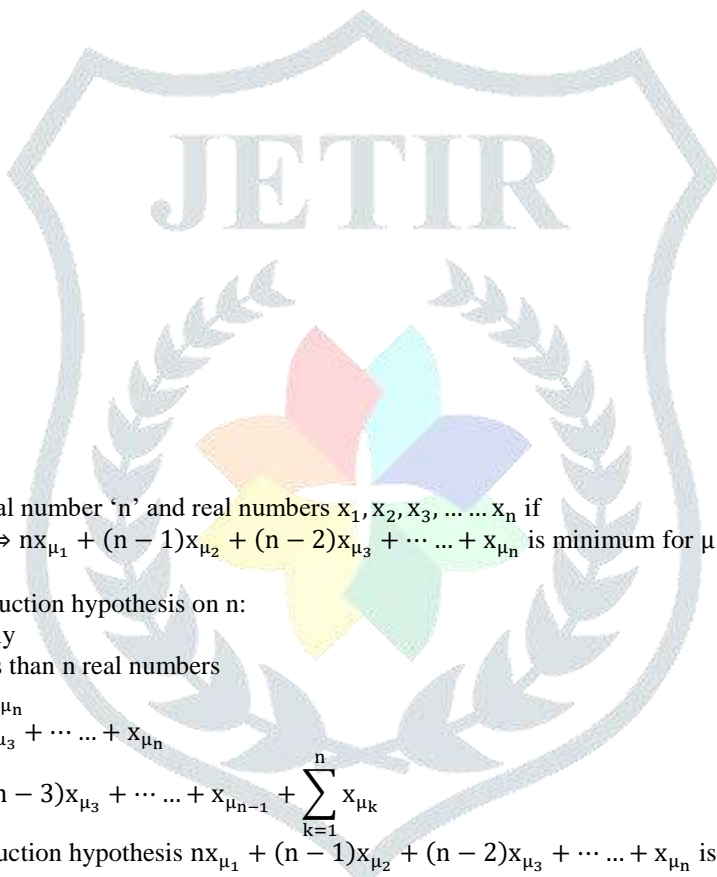 JETIR
al number ‘n’ and real numbers x₁, x₂, x₃, … … xₙ if
⇒ nx_μ₁ + (n − 1)x_μ₂ + (n − 2)x_μ₃ + ⋯ … + x_μₙ is minimum for μ
uction hypothesis on n:
y
s than n real numbers
μₙ
μ₃ + ⋯ … + x_μₙ
n − 3)x_μ₃ + ⋯ … + x_μₙ₋₁ + ∑ₖ₌₁ⁿ x_μₖ
uction hypothesis nx_μ₁ + (n − 1)x_μ₂ + (n − 2)x_μ₃ + ⋯ … + x_μₙ is